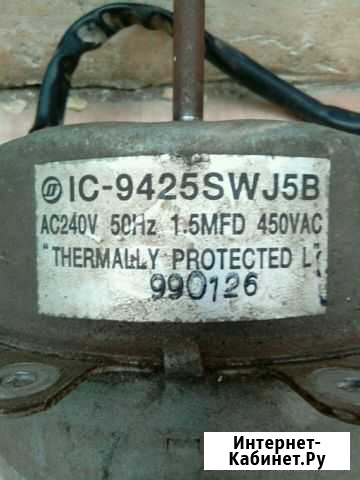 IC-9425SWJ5B
AC240V 50Hz 1.5MFD 450VAC
"THERMALLY PROTECTED L"
990126
Интернет-
Кабинет.Ру